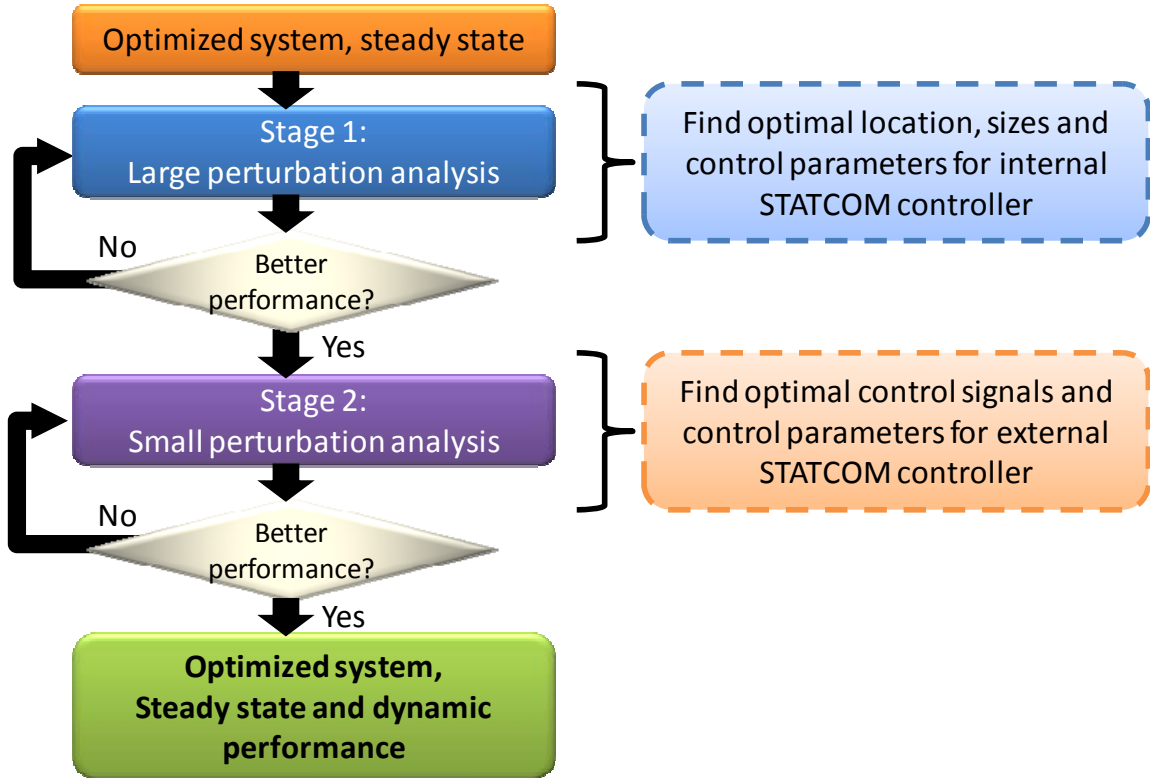 Optimized system, steady state
Stage 1:
Large perturbation analysis
Find optimal location, sizes and
control parameters for internal
STATCOM controller
No
Better
performance?
Yes
Stage 2:
Small perturbation analysis
Find optimal control signals and
control parameters for external
STATCOM controller
No
Better
performance?
Yes
Optimized system,
Steady state and dynamic
performance